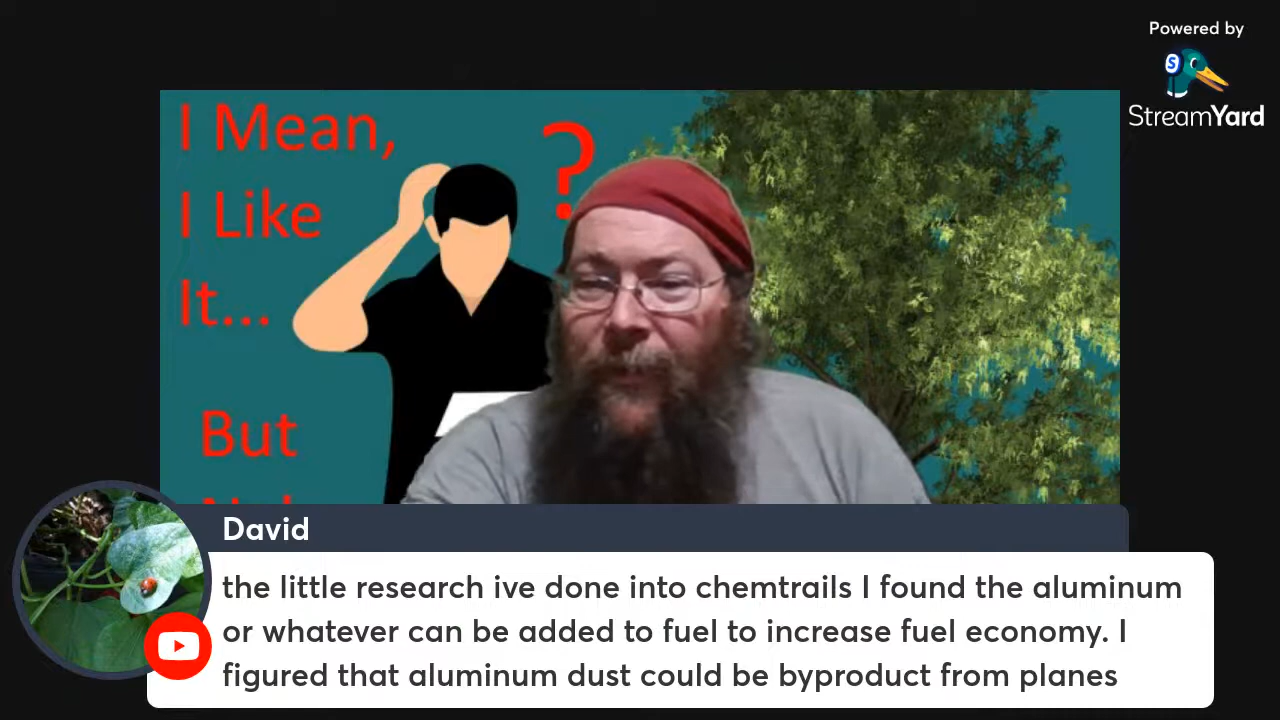 Powered by
StreamYard
I Mean,
I Like
It...
?
But
David
the little research ive done into chemtrails I found the aluminum
or whatever can be added to fuel to increase fuel economy. I
figured that aluminum dust could be byproduct from planes